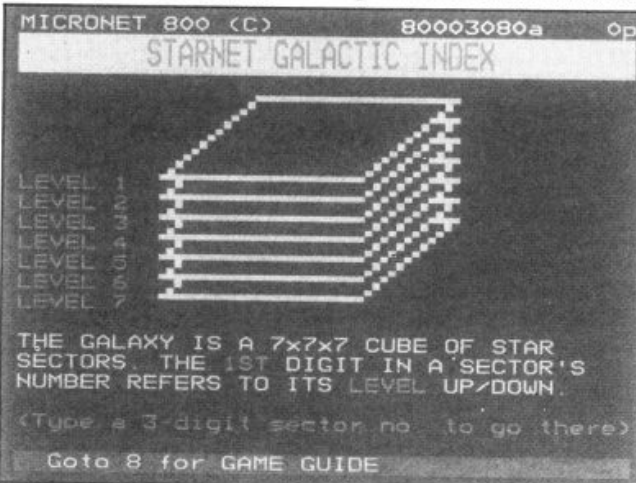 MICRONET 800 (C) 80003080a 0p
STARNET GALACTIC INDEX
LEVEL 1
LEVEL 2
LEVEL 3
LEVEL 4
LEVEL 5
LEVEL 6
LEVEL 7
THE GALAXY IS A 7x7x7 CUBE OF STAR
SECTORS. THE 1ST DIGIT IN A SECTOR'S
NUMBER REFERS TO ITS LEVEL UP/DOWN.
(Type a 3-digit sector no to go there)
Goto 8 for GAME GUIDE